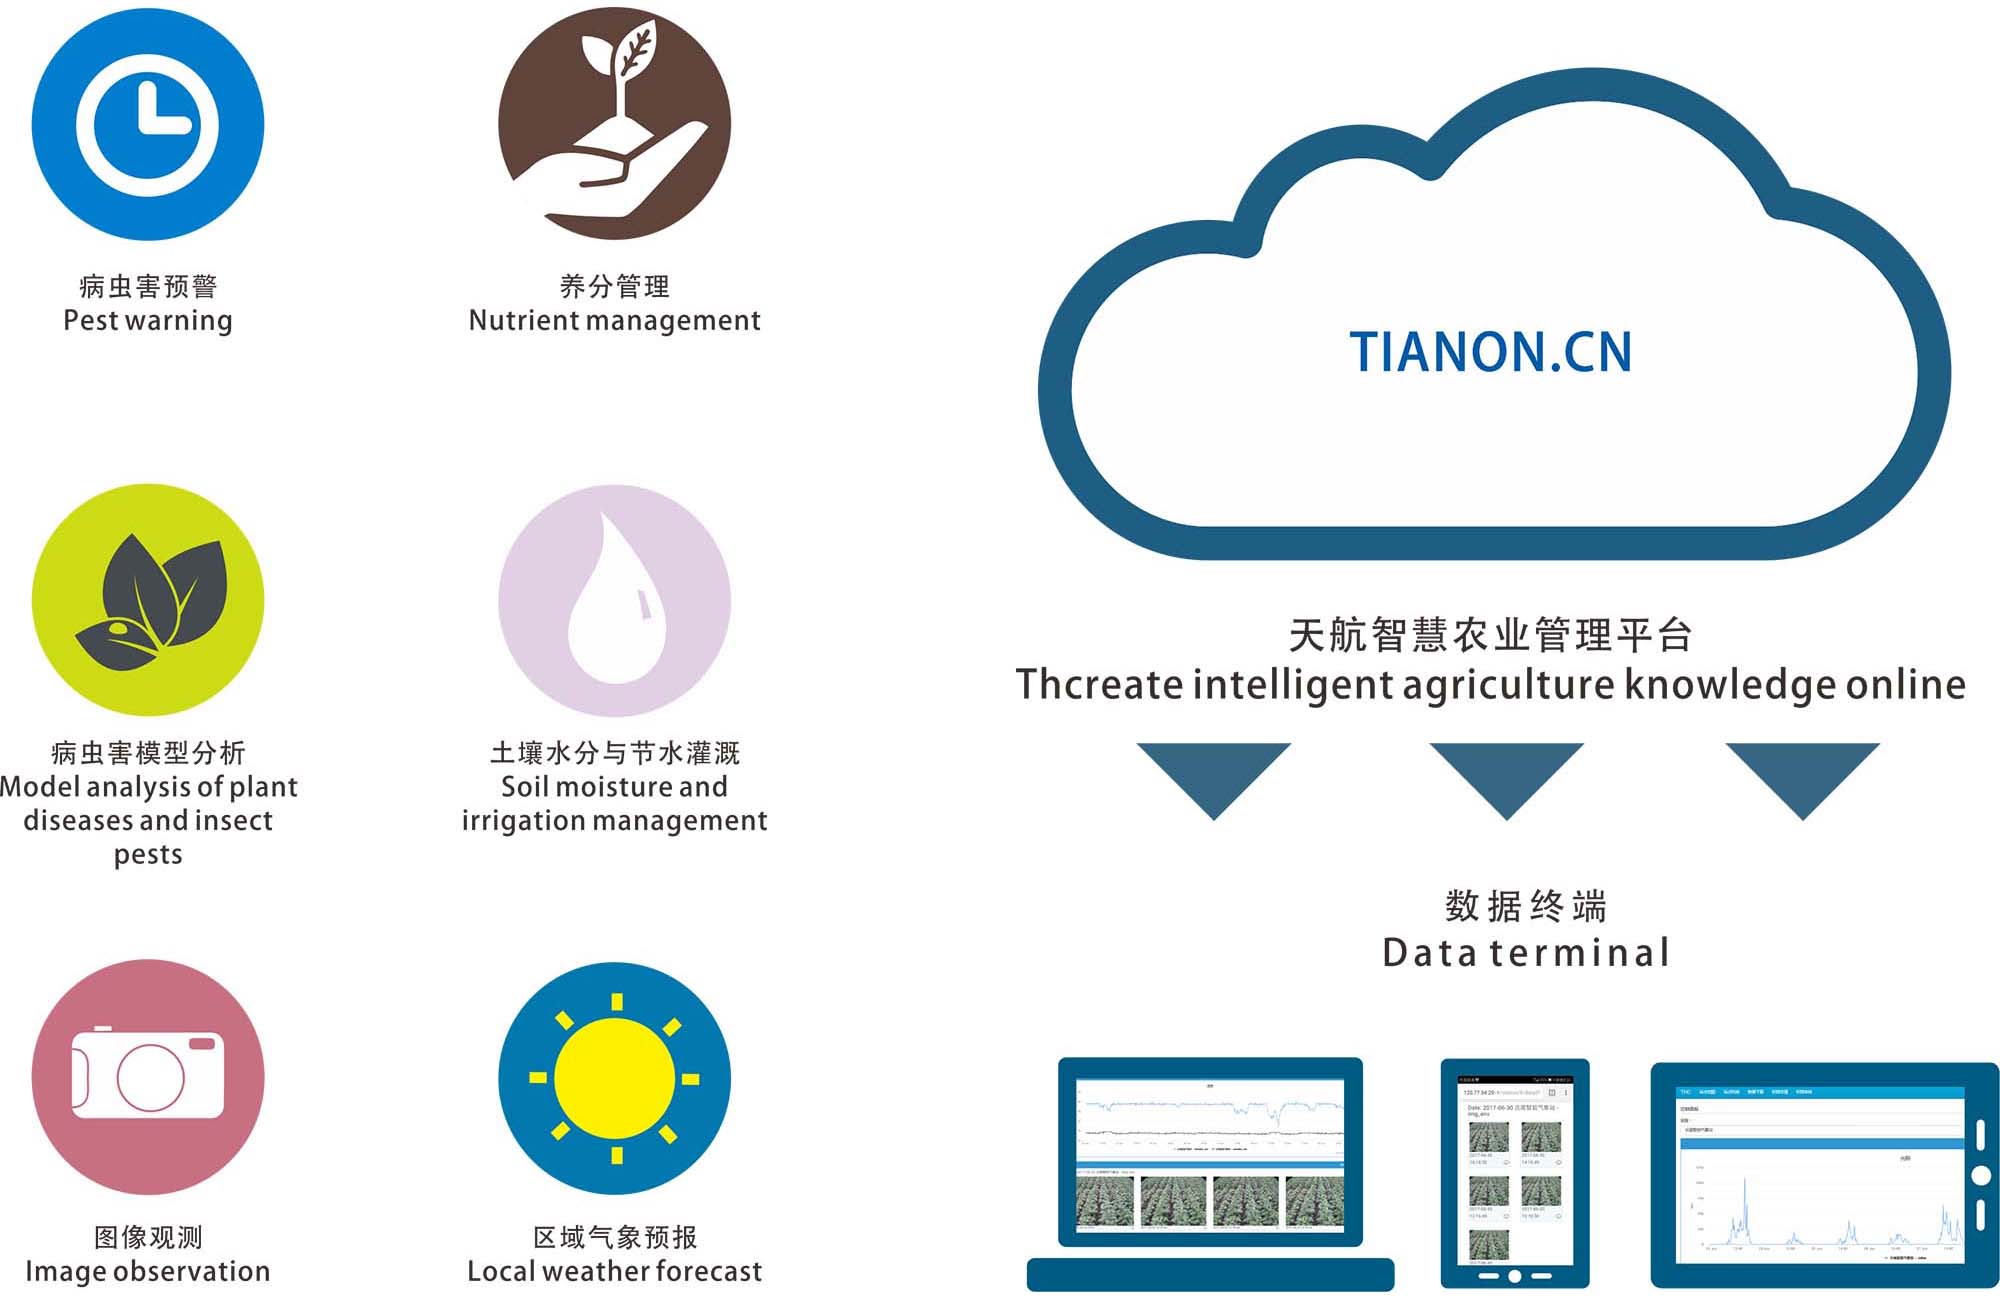 病虫害预警
Pest warning
养分管理
Nutrient management
病虫害模型分析
Model analysis of plant
diseases and insect
pests
土壤水分与节水灌溉
Soil moisture and
irrigation management
图像观测
Image observation
区域气象预报
Local weather forecast
TIANON.CN
天航智慧农业管理平台
Thcreate intelligent agriculture knowledge online
数据终端
Data terminal